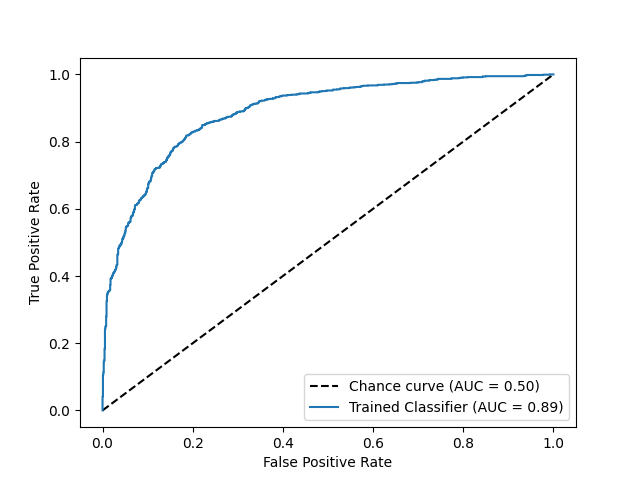 1.0
0.8
0.6
0.4
0.2
0.0
True Positive Rate
Chance curve (AUC = 0.50)
Trained Classifier (AUC = 0.89)
0.0 0.2 0.4 0.6 0.8 1.0
False Positive Rate